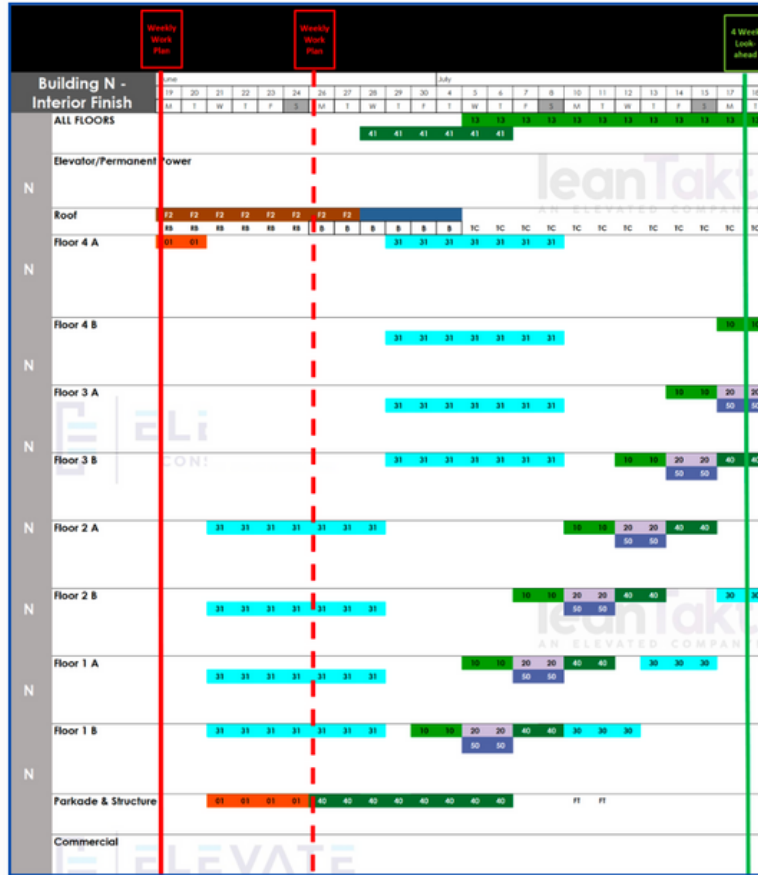 Weekly Work Plan
Weekly Work Plan
4 Week Look-ahead
Building N - Interior Finish
June July
19 20 21 22 23 24 26 27 28 29 30 4 5 6 7 8 10 11 12 13 14 15 17 18
M T W T F S M T W T F T W T F S M T W T F S M T
ALL FLOORS 13 13 13 13 13 13 13 13 13 13 13 13
41 41 41 41 41 41
Elevator/Permanent Power
leanTakt
AN ELEVATED COMPANY
N
Roof F2 F2 F2 F2 F2 F2 F2 F2
RB RB RB RB RB RB B B B B B B TC TC TC TC TC TC TC TC TC TC TC TC
Floor 4 A 01 01 31 31 31 31 31 31 31
N
Floor 4 B 10 10
31 31 31 31 31 31 31
N
Floor 3 A 10 10 20 20
31 31 31 31 31 31 31 50 50
ELE
N
Floor 3 B 31 31 31 31 31 31 31 10 10 20 20 40 40
CONS
50 50
N
Floor 2 A 31 31 31 31 31 31 31 10 10 20 20 40 40
50 50
Floor 2 B 10 10 20 20 40 40 30 30
N
31 31 31 31 31 31 31 50 50
leanTakt
AN ELEVATED COMPANY
Floor 1 A 10 10 20 20 40 40 30 30 30
31 31 31 31 31 31 31 50 50
N
Floor 1 B 31 31 31 31 31 31 31 10 10 20 20 40 40 30 30 30
50 50
N
Parkade & Structure 01 01 01 01 40 40 40 40 40 40 40 40 FT FT
Commercial
ELEVATE